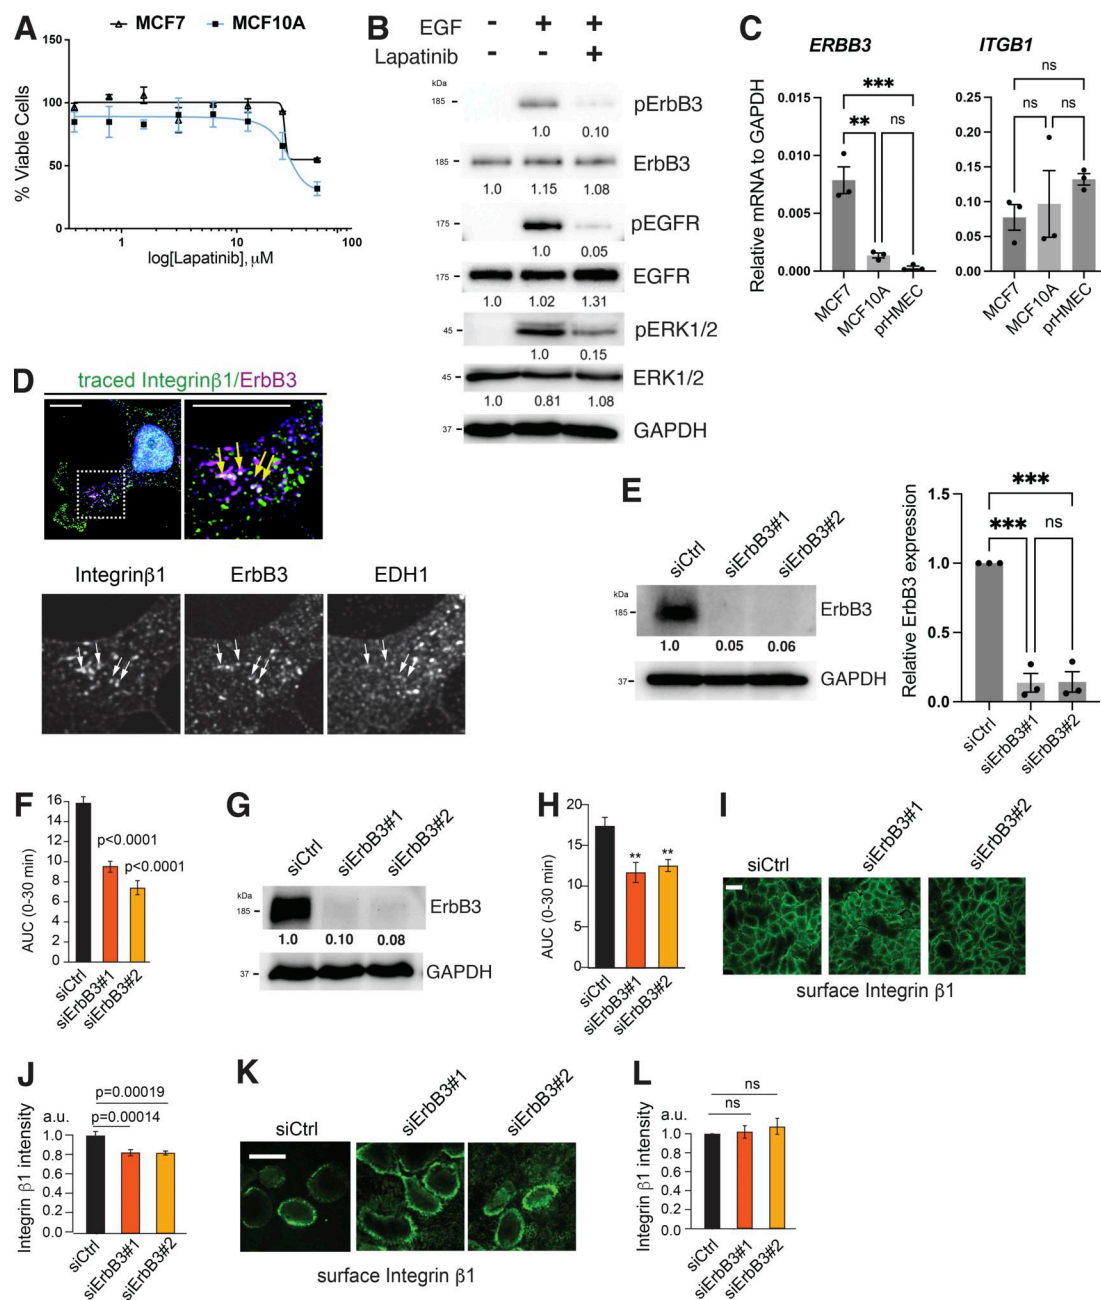 A
MCF7 MCF10A
% Viable Cells
150
100
50
0
1 10 100
log[Lapatinib], μM
B
EGF - + +
Lapatinib - - +
kDa
185 pErbB3
1.0 0.10
185 ErbB3
1.0 1.15 1.08
175 pEGFR
1.0 0.05
175 EGFR
1.0 1.02 1.31
45 pERK1/2
1.0 0.15
45 ERK1/2
1.0 0.81 1.08
37 GAPDH
C
ERBB3 ITGB1
Relative mRNA to GAPDH
0.015
0.010
0.005
0.000
***
** ns
MCF7 MCF10A prHMEC
0.25
0.20
0.15
0.10
0.05
0.00
ns
ns ns
MCF7 MCF10A prHMEC
D
traced Integrinβ1/ErbB3
Integrinβ1 ErbB3 EDH1
E
siCtrl siErbB3#1 siErbB3#2
kDa
185 ErbB3
1.0 0.05 0.06
37 GAPDH
Relative ErbB3 expression
1.5
1.0
0.5
0.0
***
*** ns
siCtrl siErbB3#1 siErbB3#2
F
AUC (0-30 min)
16
14
12
10
8
6
4
2
0
p<0.0001
p<0.0001
siCtrl siErbB3#1 siErbB3#2
G
siCtrl siErbB3#1 siErbB3#2
kDa
185 ErbB3
1.0 0.10 0.08
37 GAPDH
H
AUC (0-30 min)
20
15
10
5
0
** **
siCtrl siErbB3#1 siErbB3#2
I
siCtrl siErbB3#1 siErbB3#2
surface Integrin β1
J
Integrin β1 intensity
a.u.
1.0
0.8
0.6
0.4
0.2
0.0
p=0.00019
p=0.00014
siCtrl siErbB3#1 siErbB3#2
K
siCtrl siErbB3#1 siErbB3#2
surface Integrin β1
L
Integrin β1 intensity
a.u.
1.0
0.8
0.6
0.4
0.2
0.0
ns
ns
siCtrl siErbB3#1 siErbB3#2